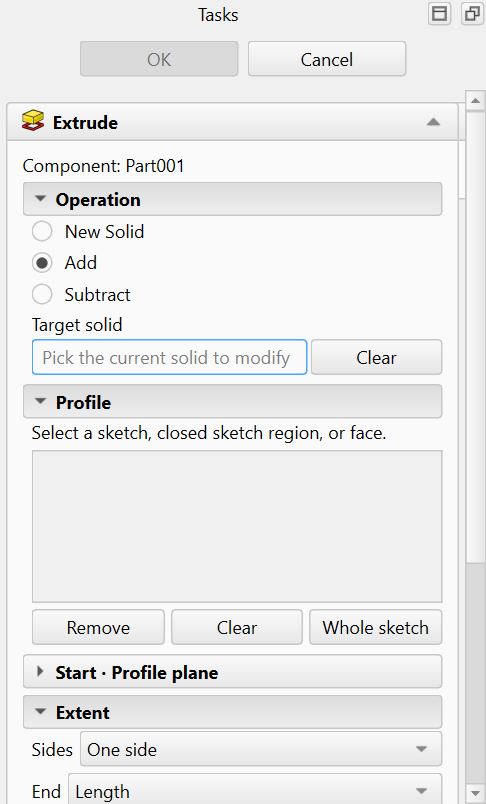 Tasks
OK Cancel
Extrude
Component: Part001
Operation
New Solid
Add
Subtract
Target solid
Pick the current solid to modify Clear
Profile
Select a sketch, closed sketch region, or face.
Remove Clear Whole sketch
Start · Profile plane
Extent
Sides One side
End Length